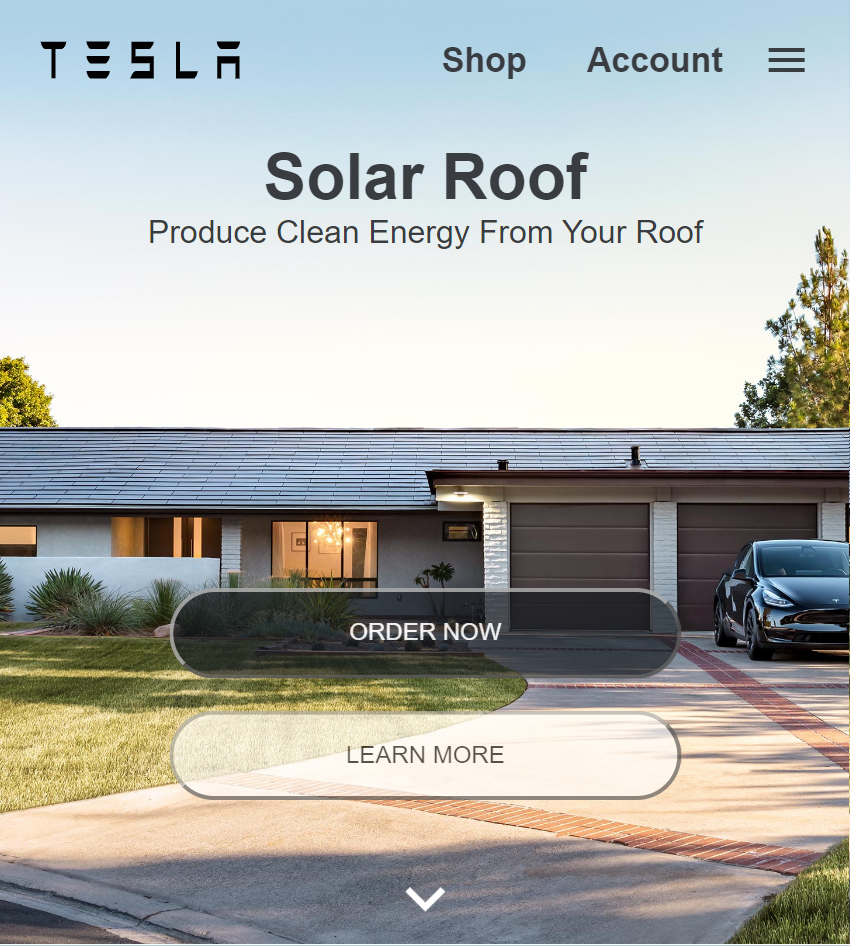 TESLA
Shop Account
Solar Roof
Produce Clean Energy From Your Roof
ORDER NOW
LEARN MORE